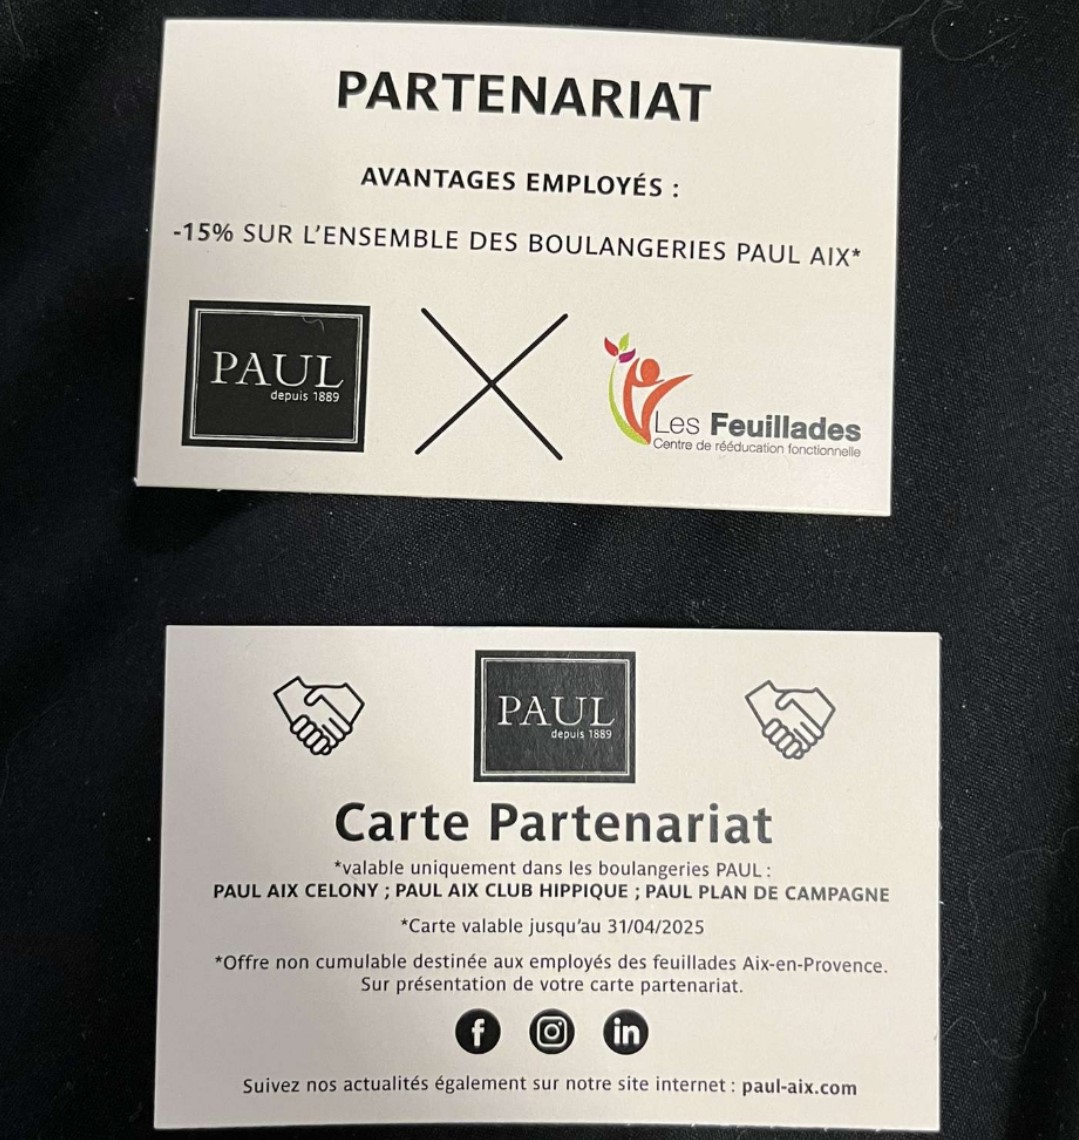 PARTENARIAT
AVANTAGES EMPLOYÉS :
-15% SUR L'ENSEMBLE DES BOULANGERIES PAUL AIX*
PAUL
depuis 1889
Les Feuillades
Centre de rééducation fonctionnelle
PAUL
depuis 1889
Carte Partenariat
*valable uniquement dans les boulangeries PAUL :
PAUL AIX CELONY ; PAUL AIX CLUB HIPPIQUE ; PAUL PLAN DE CAMPAGNE
*Carte valable jusqu'au 31/04/2025
*Offre non cumulable destinée aux employés des feuillades Aix-en-Provence.
Sur présentation de votre carte partenariat.
f
in
Suivez nos actualités également sur notre site internet : paul-aix.com